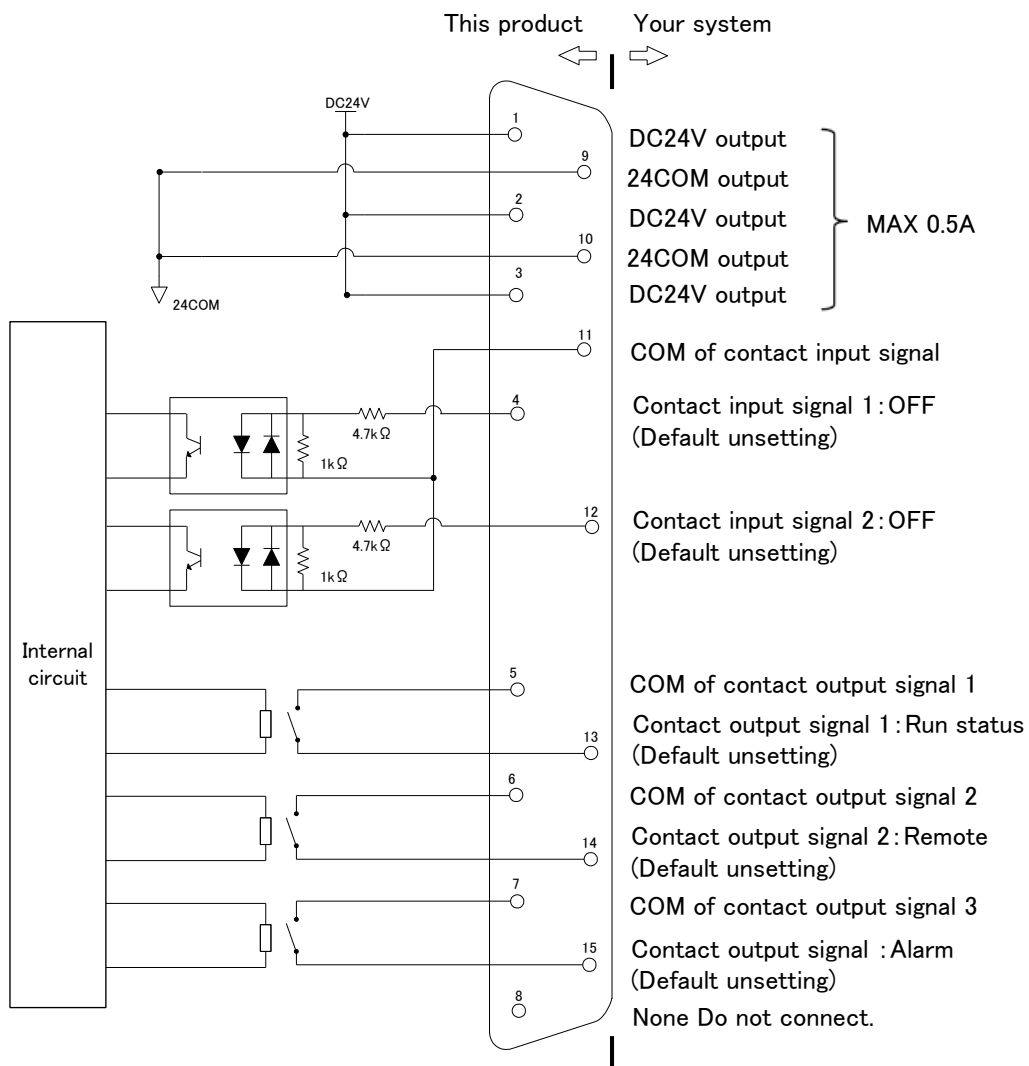 This product Your system
DC24V
1
DC24V output
9
24COM output
2
DC24V output
MAX 0.5A
10
24COM output
3
DC24V output
24COM
11
COM of contact input signal
4
Contact input signal 1:OFF
(Default unsetting)
4.7kΩ
1kΩ
12
Contact input signal 2:OFF
(Default unsetting)
4.7kΩ
1kΩ
Internal
circuit
5
COM of contact output signal 1
Contact output signal 1:Run status
(Default unsetting)
13
6
COM of contact output signal 2
Contact output signal 2:Remote
(Default unsetting)
14
7
COM of contact output signal 3
Contact output signal :Alarm
(Default unsetting)
15
8
None Do not connect.